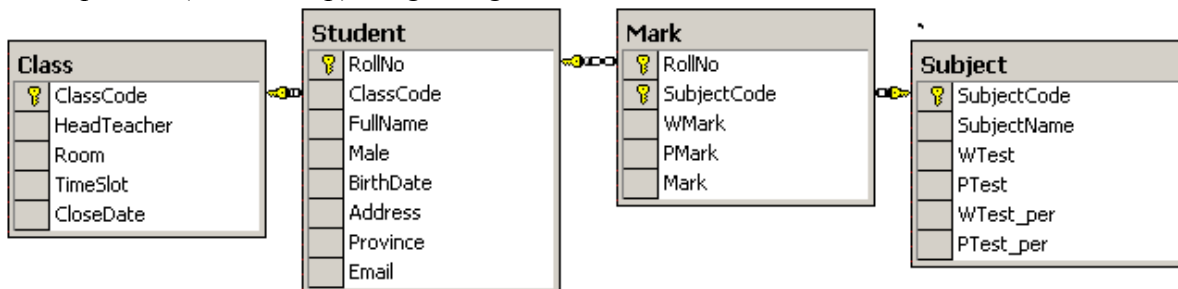 Class
ClassCode
HeadTeacher
Room
TimeSlot
CloseDate
Student
RollNo
ClassCode
FullName
Male
BirthDate
Address
Province
Email
Mark
RollNo
SubjectCode
WMark
PMark
Mark
Subject
SubjectCode
SubjectName
WTest
PTest
WTest_per
PTest_per